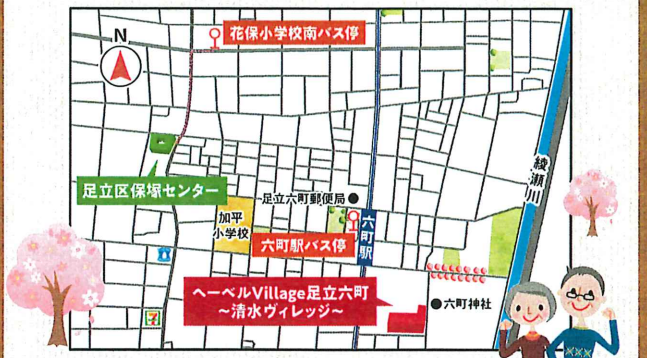 N
花保小学校南バス停
綾瀬川
足立区保塚センター
足立六町郵便局
加平
小学校
六町駅
六町駅バス停
ヘーベルVillage足立六町
~清水ヴィレッジ~
六町神社
7